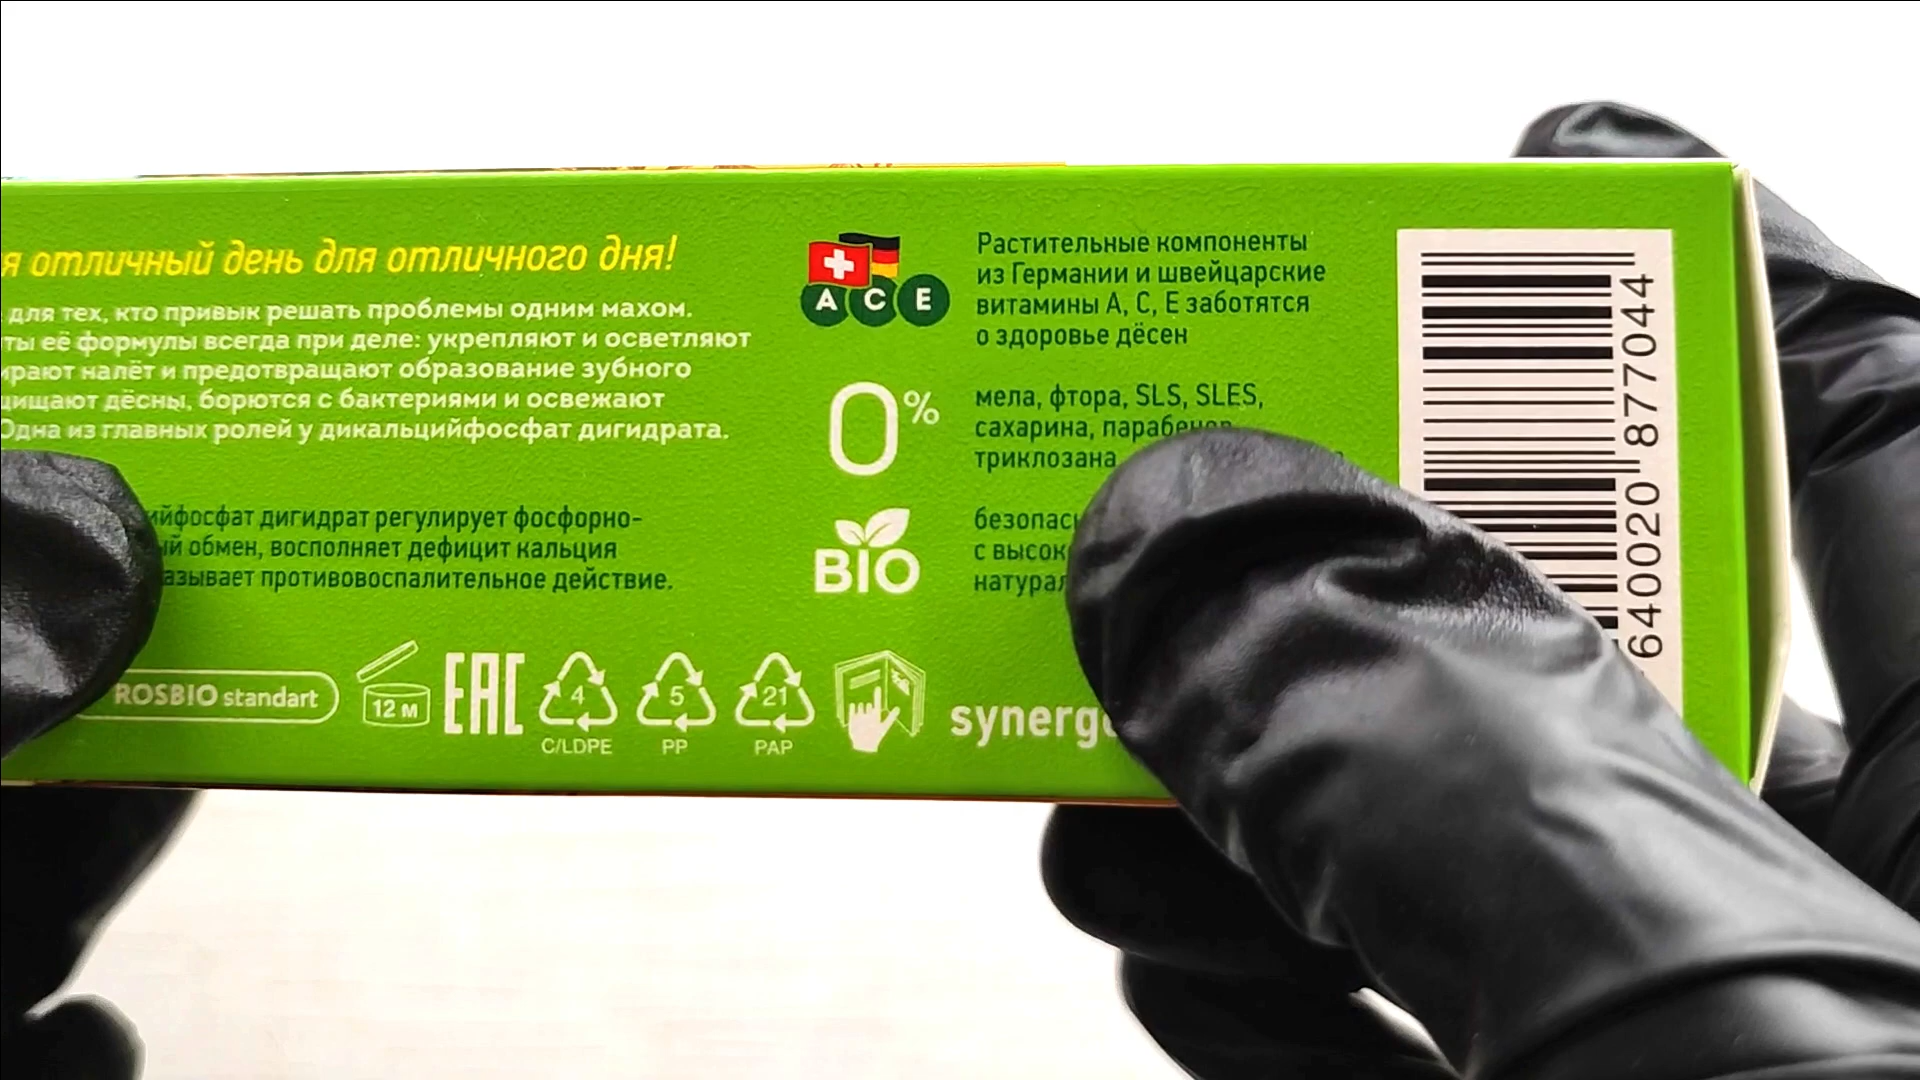 я отличный день для отличного дня!
для тех, кто привык решать проблемы одним махом.
ты её формулы всегда при деле: укрепляют и осветляют
ирают налёт и предотвращают образование зубного
щищают дёсны, борются с бактериями и освежают
Одна из главных ролей у дикальцийфосфат дигидрата.
ийфосфат дигидрат регулирует фосфорно-
ый обмен, восполняет дефицит кальция
азывает противовоспалительное действие.
ROSBIO standart
12 м
EAC
4
C/LDPE
5
PP
21
PAP
A C E
Растительные компоненты
из Германии и швейцарские
витамины А, С, Е заботятся
о здоровье дёсен
0%
мела, фтора, SLS, SLES,
сахарина, парабенов
триклозана
BIO
безопасн
с высок
натурал
synerge
640020 877044